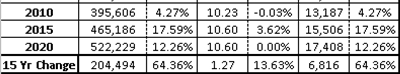 2010 395,606 4.27% 10.23 -0.03% 13,187 4.27%
2015 465,186 17.59% 10.60 3.62% 15,506 17.59%
2020 522,229 12.26% 10.60 0.00% 17,408 12.26%
15 Yr Change 204,494 64.36% 1.27 13.63% 6,816 64.36%